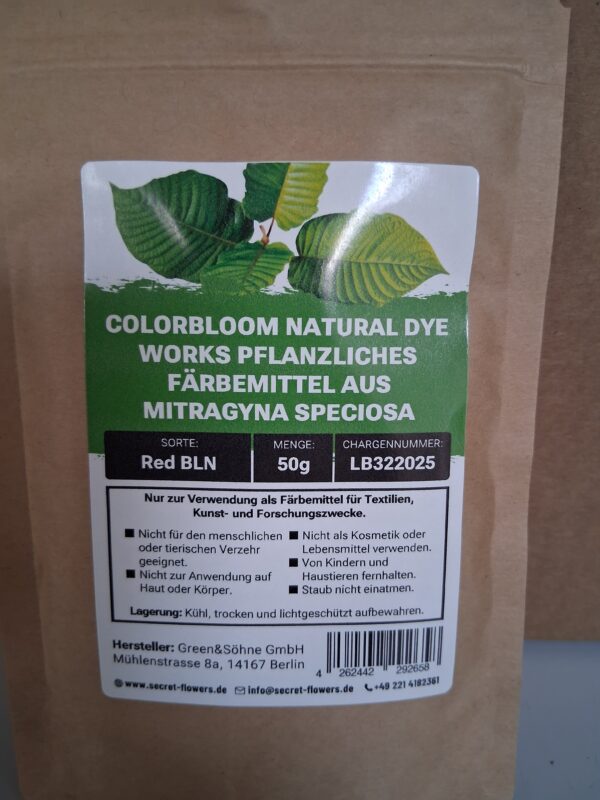 COLORBLOOM NATURAL DYE
WORKS PFLANZLICHES
FÄRBEMITTEL AUS
MITRAGYNA SPECIOSA
SORTE:
Red BLN
MENGE:
50g
CHARGENNUMMER:
LB322025
Nur zur Verwendung als Färbemittel für Textilien,
Kunst- und Forschungszwecke.
Nicht für den menschlichen
oder tierischen Verzehr
geeignet.
Nicht zur Anwendung auf
Haut oder Körper.
Nicht als Kosmetik oder
Lebensmittel verwenden.
Von Kindern und
Haustieren fernhalten.
Staub nicht einatmen.
Lagerung: Kühl, trocken und lichtgeschützt aufbewahren.
Hersteller: Green&Söhne GmbH
Mühlenstrasse 8a, 14167 Berlin
4 262442 292658
www.secret-flowers.de info@secret-flowers.de +49 221 4182361